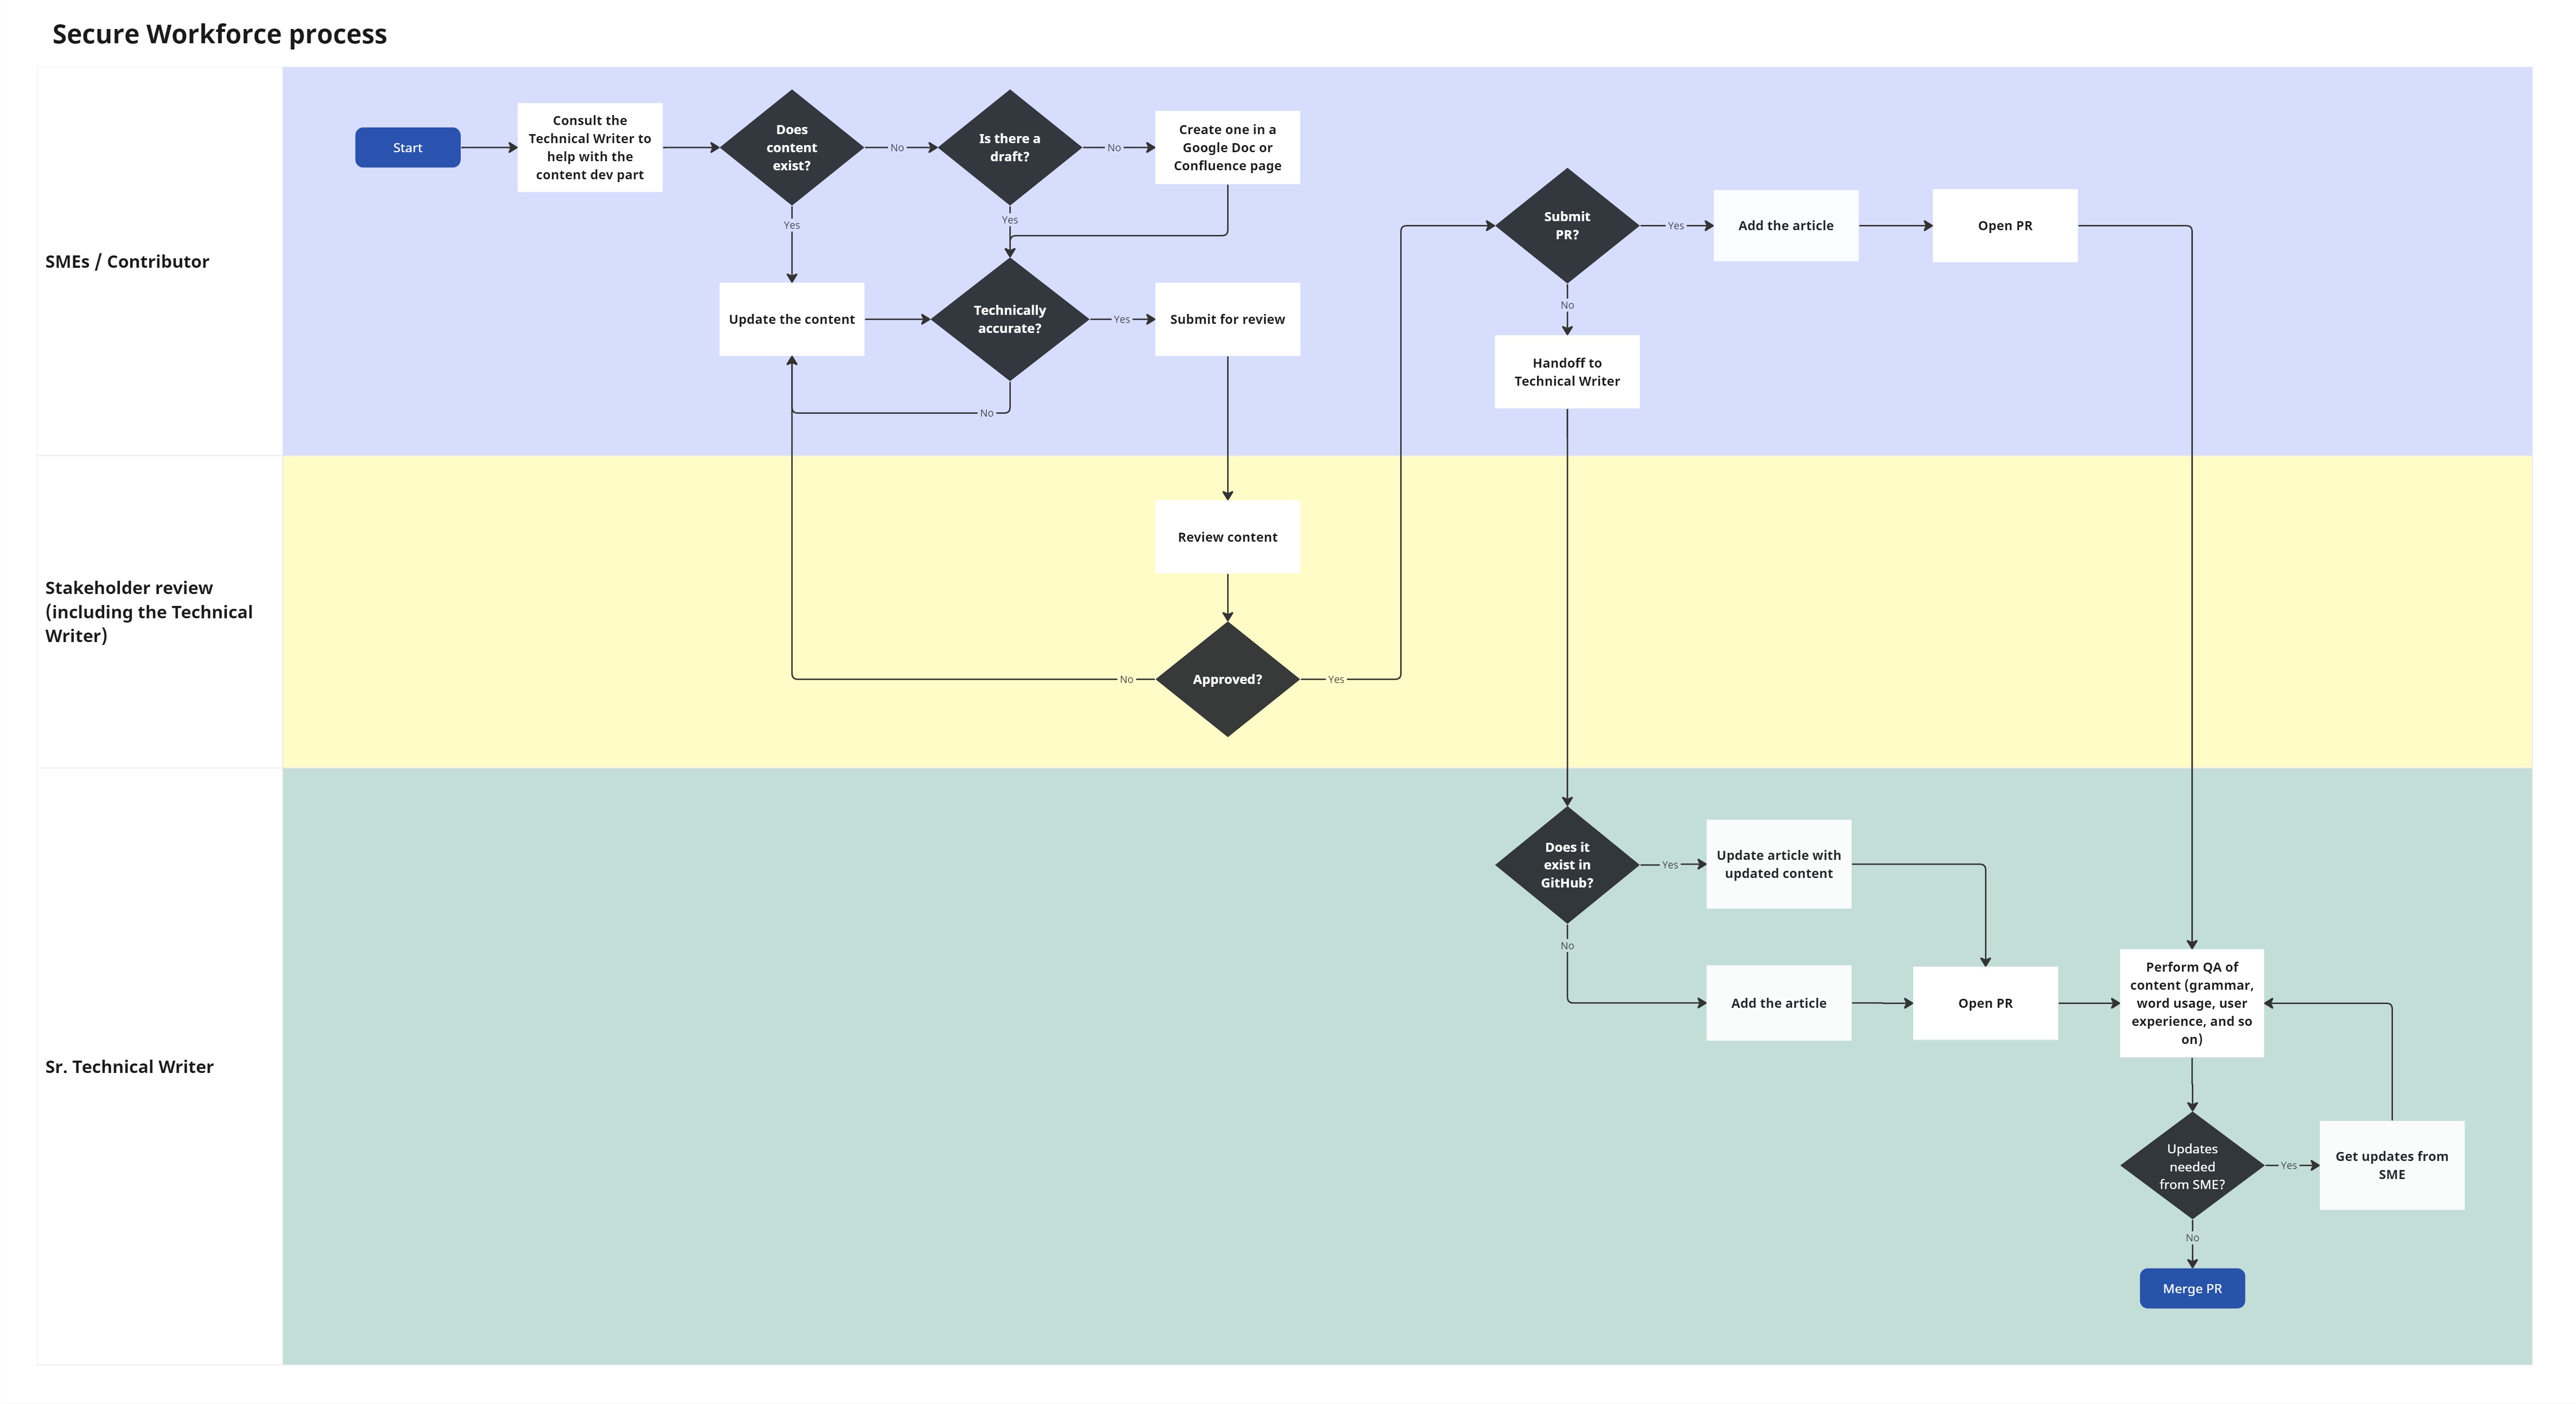 Secure Workforce process
SMEs / Contributor
Start
Consult the
Technical Writer to
help with the
content dev part
Does
content
exist?
No
Is there a
draft?
No
Create one in a
Google Doc or
Confluence page
Yes
Yes
Update the content
Technically
accurate?
Yes
Submit for review
No
Submit
PR?
Yes
Add the article
Open PR
No
Handoff to
Technical Writer
Stakeholder review
(including the Technical
Writer)
Review content
No
Approved?
Yes
Sr. Technical Writer
Does it
exist in
GitHub?
Yes
Update article with
updated content
No
Add the article
Open PR
Perform QA of
content (grammar,
word usage, user
experience, and so
on)
Updates
needed
from SME?
Yes
Get updates from
SME
No
Merge PR